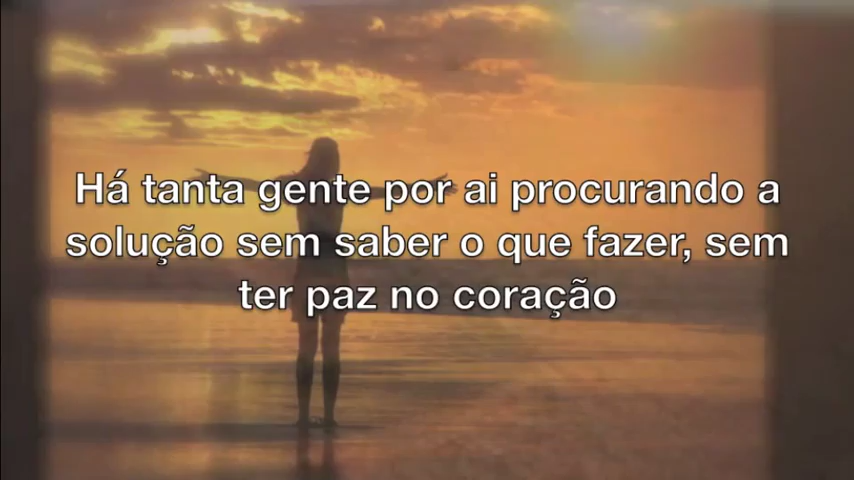 Há tanta gente por ai procurando a
solução sem saber o que fazer, sem
ter paz no coração